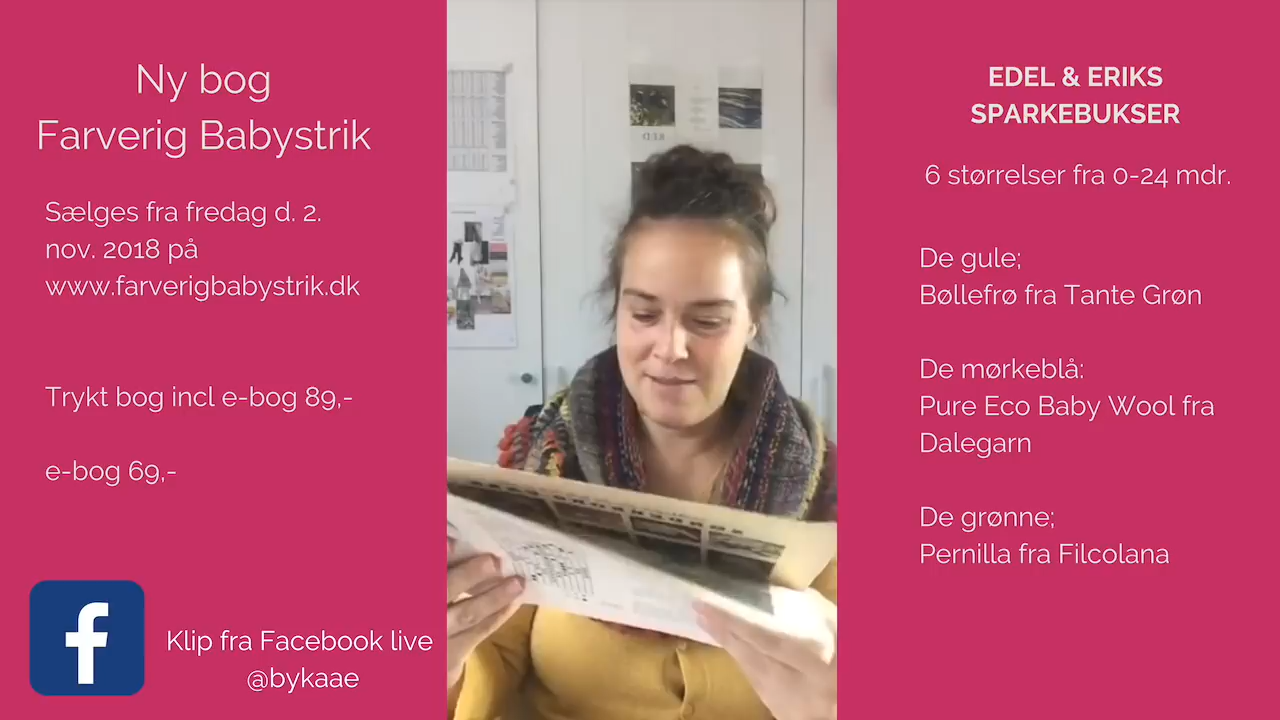 Ny bog
Farverig Babystrik
Sælges fra fredag d. 2.
nov. 2018 på
www.farverigbabystrik.dk
Trykt bog incl e-bog 89,-
e-bog 69,-
Klip fra Facebook live
@bykaae
EDEL & ERIKS
SPARKEBUKSER
6 størrelser fra 0-24 mdr.
De gule;
Bøllefrø fra Tante Grøn
De mørkeblå:
Pure Eco Baby Wool fra
Dalegarn
De grønne;
Pernilla fra Filcolana